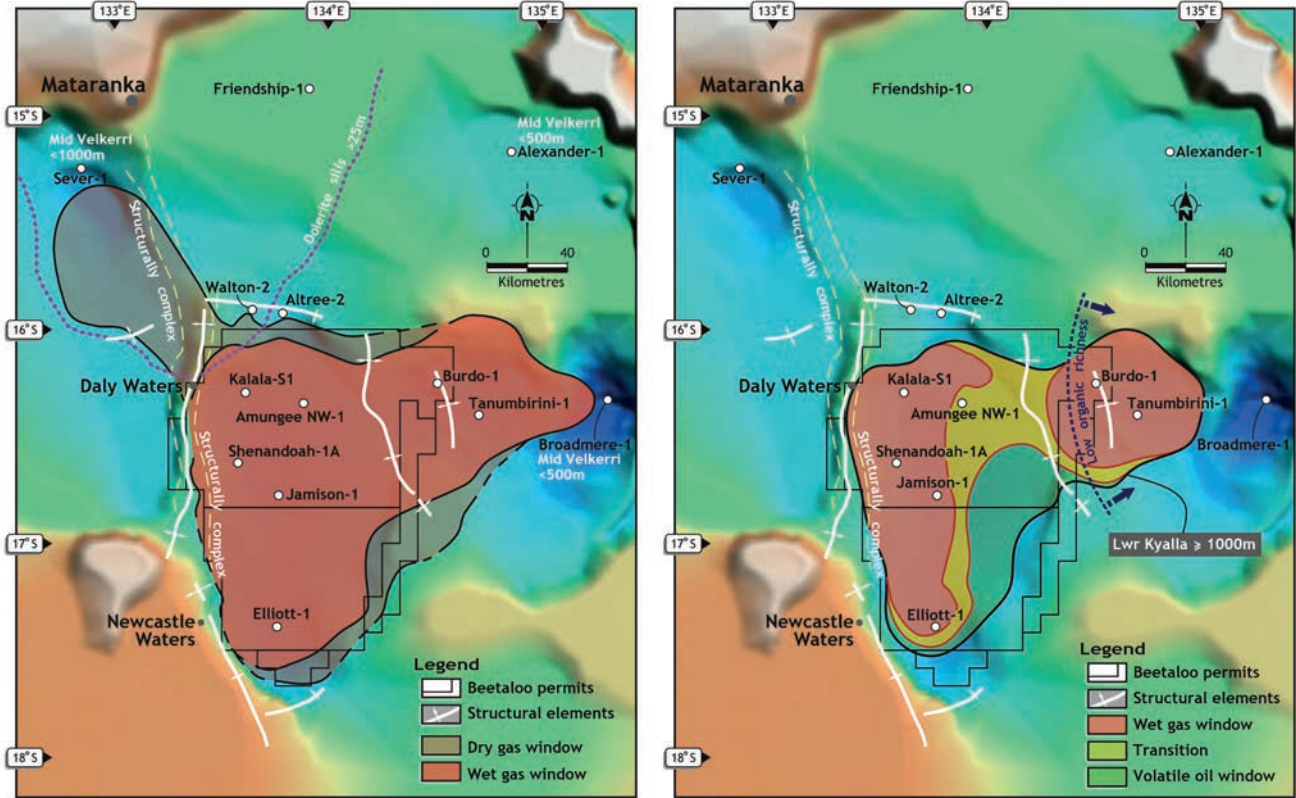 133°E
134°E
135°E
Mataranka
Friendship-1
15°S
Mid Velkerri
<1000m
Sever-1
Mid Velkerri
<500m
Alexander-1
Dolerite sills >25m
Structurally complex
N
0 40
Kilometres
Walton-2
Altree-2
16°S
Daly Waters
Kalala-S1
Burdo-1
Amungee NW-1
Tanumbirini-1
Broadmere-1
Mid Velkerri
<500m
Shenandoah-1A
Jamison-1
Structurally complex
17°S
Newcastle
Waters
Elliott-1
Legend
Beetaloo permits
Structural elements
Dry gas window
Wet gas window
18°S
133°E
134°E
135°E
Mataranka
Friendship-1
15°S
Sever-1
Alexander-1
Structurally complex
N
0 40
Kilometres
Walton-2
Altree-2
16°S
Low organic richness
Daly Waters
Kalala-S1
Burdo-1
Amungee NW-1
Tanumbirini-1
Broadmere-1
Shenandoah-1A
Jamison-1
Structurally complex
17°S
Lwr Kyalla ⩾ 1000m
Newcastle
Waters
Elliott-1
Legend
Beetaloo permits
Structural elements
Wet gas window
Transition
Volatile oil window
18°S